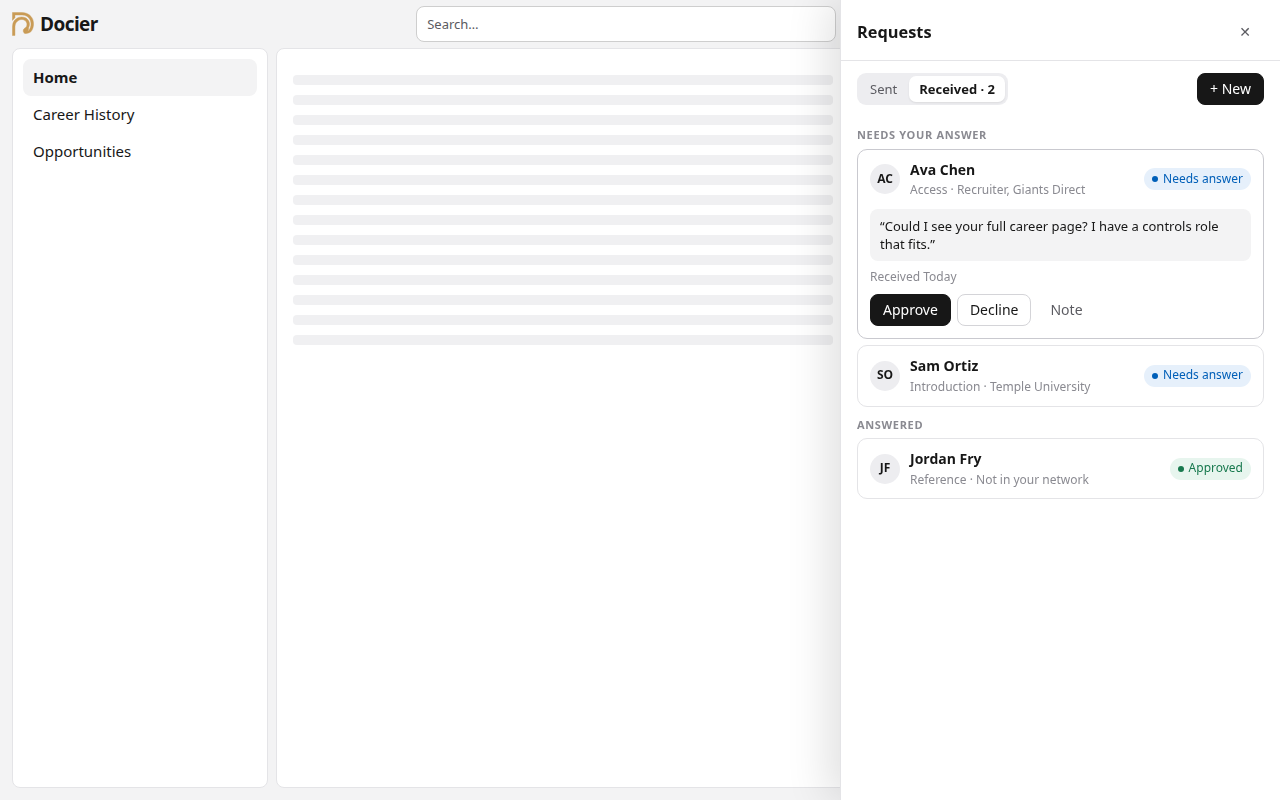 Docier
Search...
Home
Career History
Opportunities
Requests
×
Sent
Received · 2
+ New
NEEDS YOUR ANSWER
AC
Ava Chen
Access · Recruiter, Giants Direct
Needs answer
“Could I see your full career page? I have a controls role
that fits.”
Received Today
Approve
Decline
Note
SO
Sam Ortiz
Introduction · Temple University
Needs answer
ANSWERED
JF
Jordan Fry
Reference · Not in your network
Approved